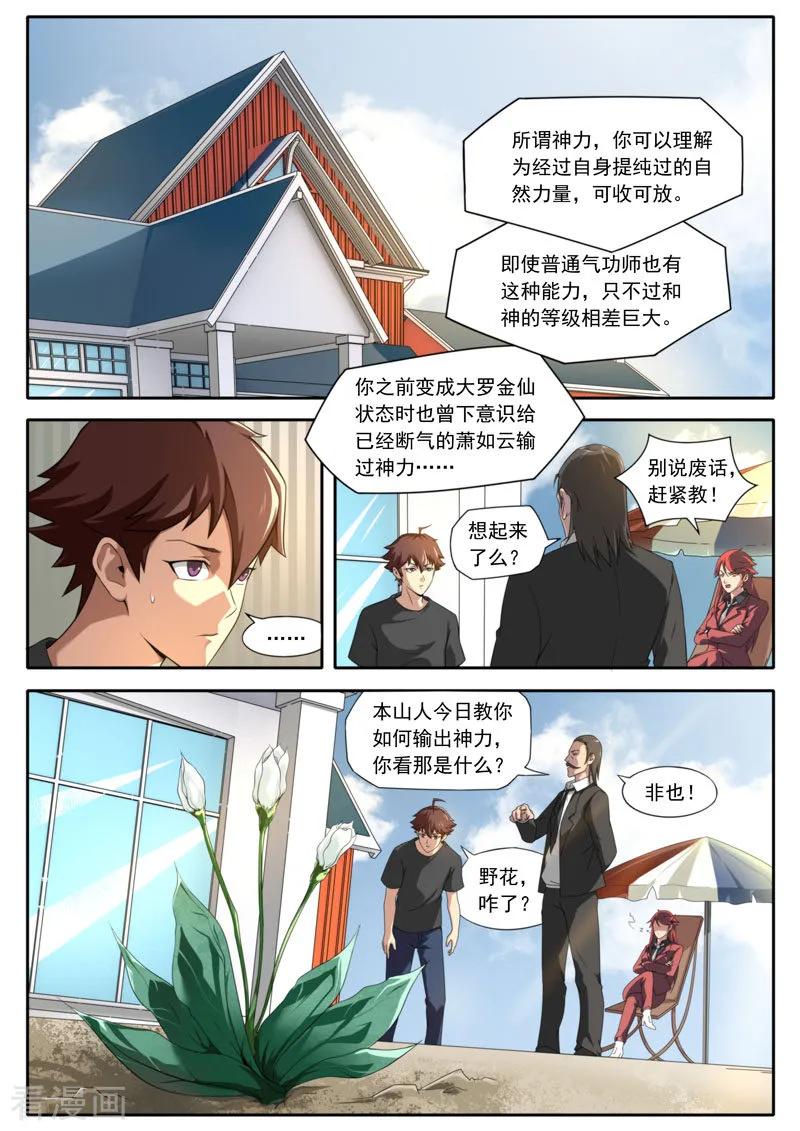 所谓神力，你可以理解
为经过自身提纯过的自
然力量，可收可放。
即使普通气功师也有
这种能力，只不过和
神的等级相差巨大。
你之前变成大罗金仙
状态时也曾下意识给
已经断气的萧如云输
过神力……
……
想起来
了么？
别说废话，
赶紧教！
本山人今日教你
如何输出神力，
你看那是什么？
野花，
咋了？
非也！
看漫画